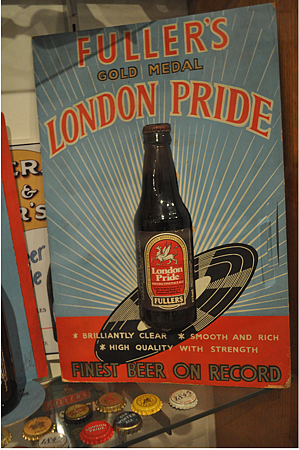 FULLER'S
GOLD MEDAL
LONDON PRIDE
London
Pride
FULLERS
* BRILLIANTLY CLEAR * SMOOTH AND RICH
* HIGH QUALITY WITH STRENGTH
FINEST BEER ON RECORD
&